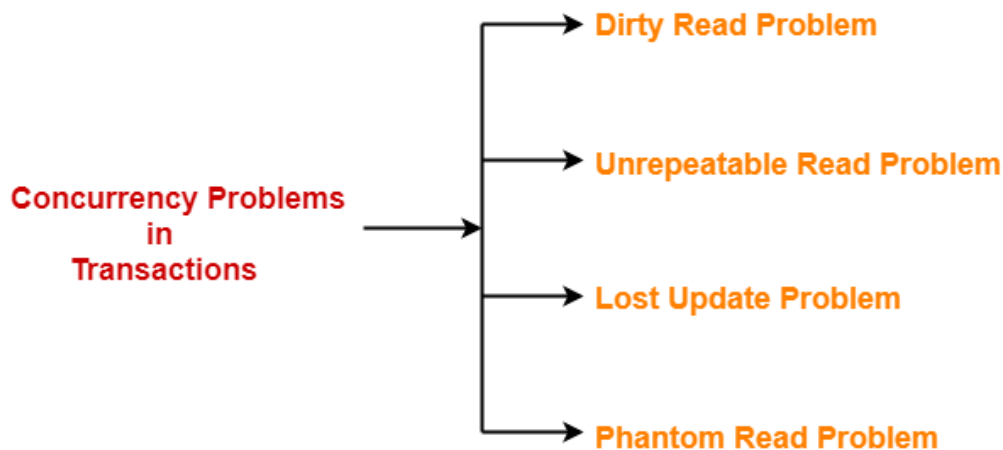 Dirty Read Problem
Unrepeatable Read Problem
Concurrency Problems
in
Transactions
Lost Update Problem
Phantom Read Problem